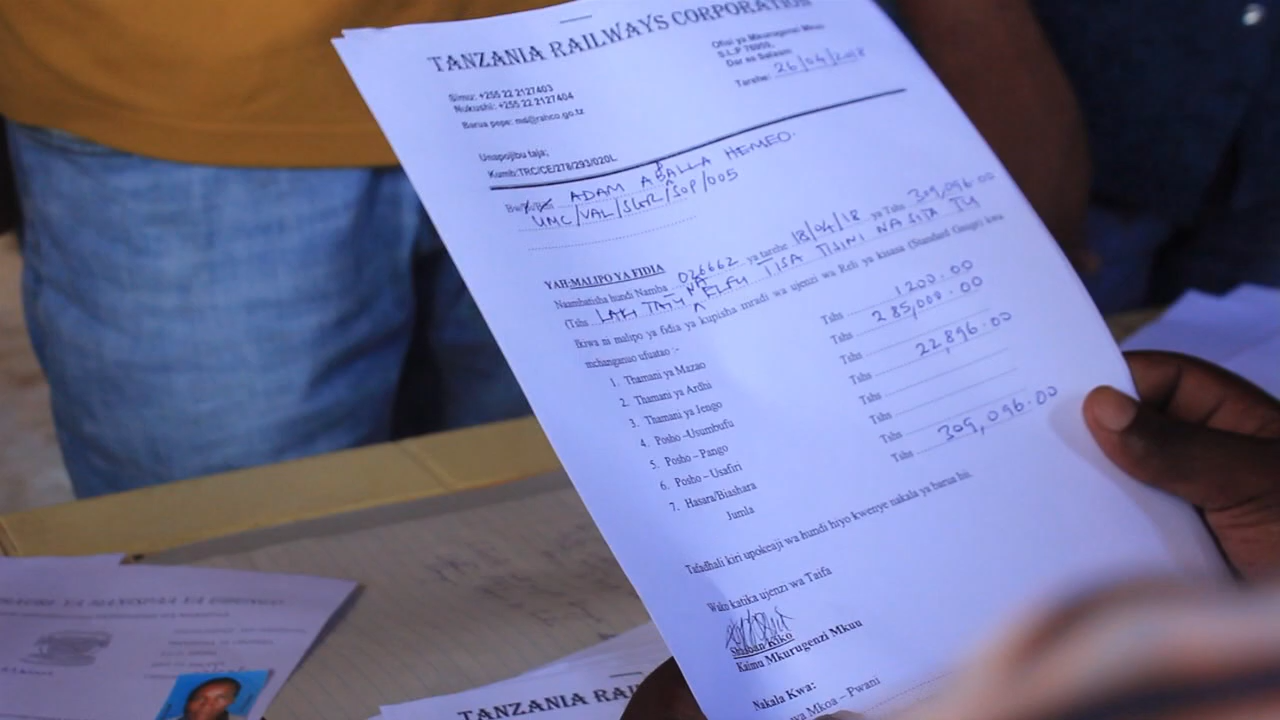 TANZANIA RAILWAYS CORPORATION
Ofisi ya Mkurugenzi Mkuu
S.L.P 76959,
Dar es Salaam
Tarehe: 26/04/2018
Simu: +255 22 2127403
Nukushi: +255 22 2127404
Barua pepe: md@rahco.go.tz
Unapojibu taja;
Kumb:TRC/CE/278/293/020L
ADAM ABALLA HEMED
UMC/VAL/SGR/SOP/005
YAH:MALIPO YA FIDIA
Naambatisha hundi Namba 026662 ya tarehe 18/04/18 ya Tshs 309,096.00
(Tshs LAKI TATU NA ELFU TISA TISINI NA SITA TU
Ikiwa ni malipo ya fidia ya kupisha mradi wa ujenzi wa Reli ya kisasa (Standard Gauge) kwa
mchanganuo ufuatao :-
1. Thamani ya Mazao Tshs 1200.00
2. Thamani ya Ardhi Tshs 285,000.00
3. Thamani ya Jengo Tshs
4. Posho –Usumbufu Tshs 22,896.00
5. Posho – Pango Tshs
6. Posho – Usafiri Tshs
7. Hasara/Biashara Tshs
Jumla Tshs 309,096.00
Tafadhali kiri upokeaji wa hundi hiyo kwenye nakala ya barua hii.
Wako katika ujenzi wa Taifa
Shaaban Kiko
Kaimu Mkurugenzi Mkuu
Nakala Kwa:
Mkoa – Pwani
TANZANIA